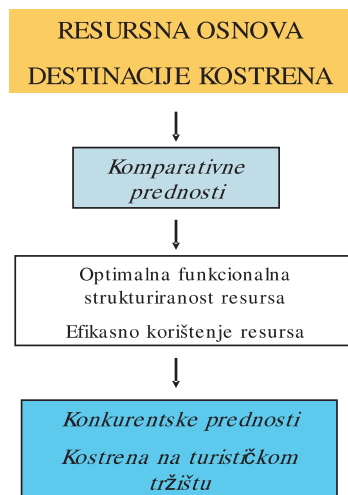 RESURSNA OSNOVA
DESTINACIJE KOSTRENA
Komparativne
prednosti
Optimalna funkcionalna
strukturiranost resursa
Efikasno korištenje resursa
Konkurentske prednosti
Kostrena na turističkom
tržištu